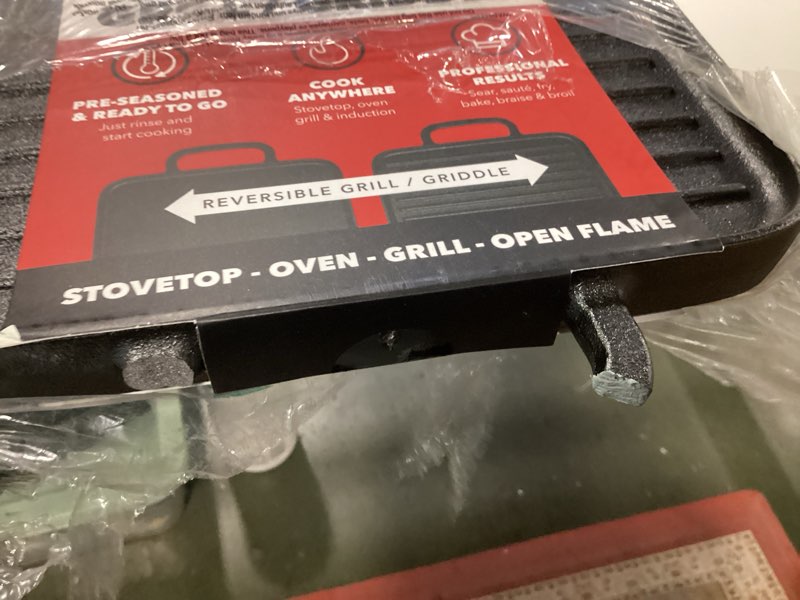 PRE-SEASONED
& READY TO GO
Just rinse and
start cooking
COOK
ANYWHERE
Stovetop, oven
grill & induction
PROFESSIONAL
RESULTS
Sear, sauté, fry,
bake, braise & broil
REVERSIBLE GRILL / GRIDDLE
STOVETOP - OVEN - GRILL - OPEN FLAME